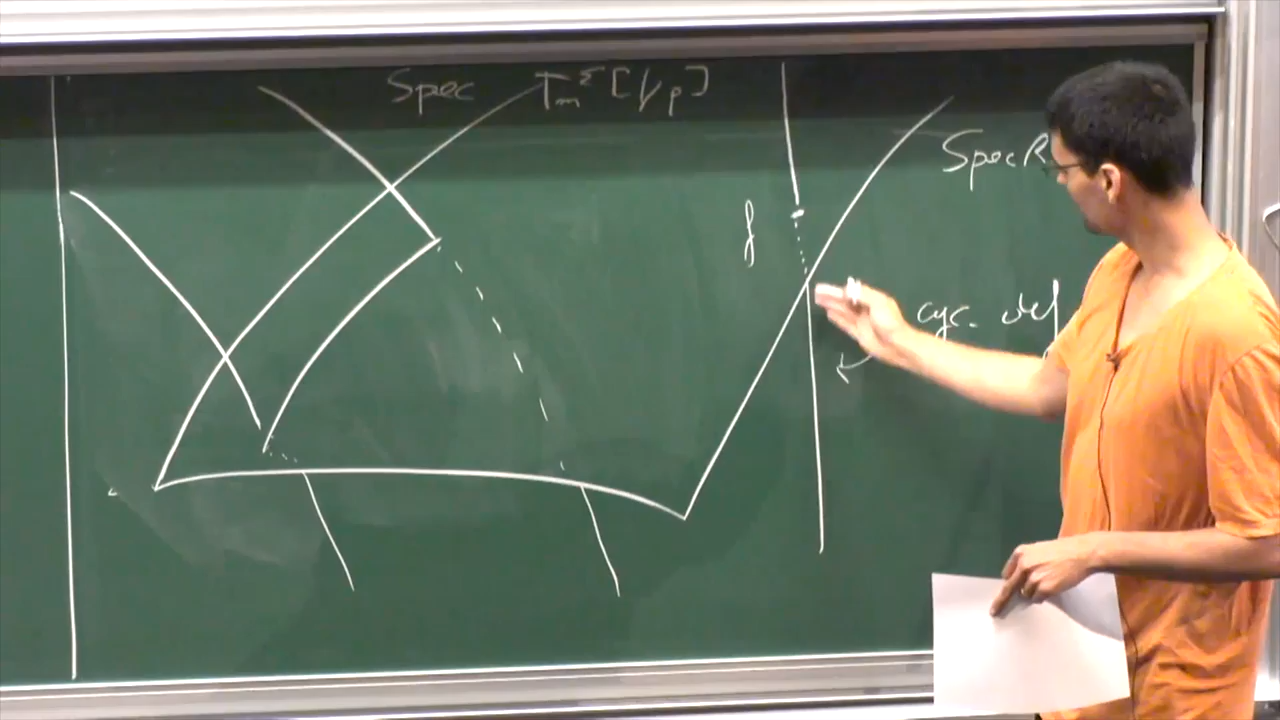 Spec T_m^Σ [1/p]
Spec R
f
cyc. def